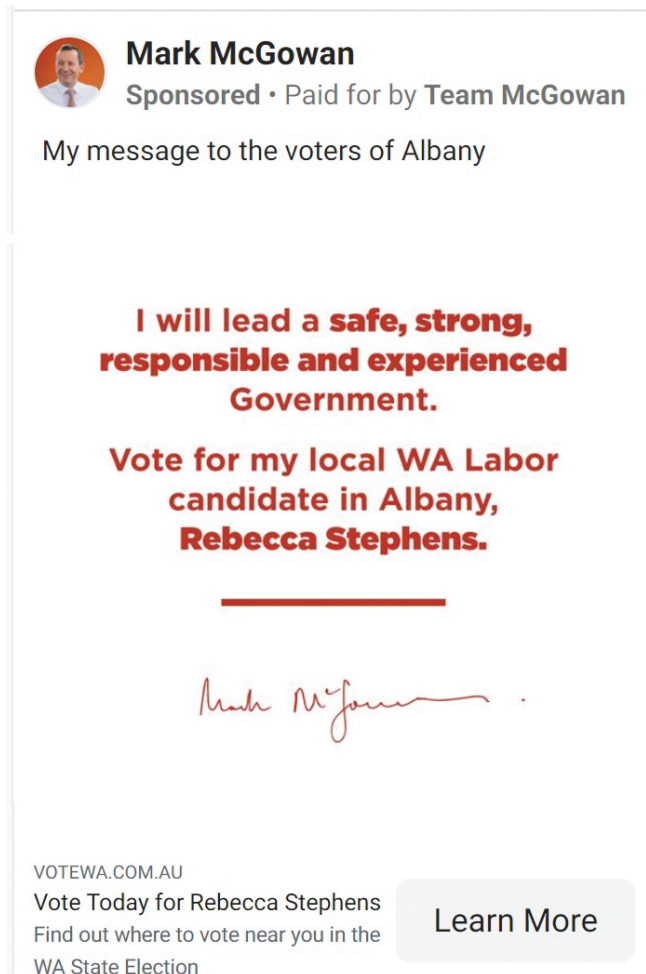 Mark McGowan
Sponsored • Paid for by Team McGowan
My message to the voters of Albany
I will lead a safe, strong,
responsible and experienced
Government.
Vote for my local WA Labor
candidate in Albany,
Rebecca Stephens.
Mark McGowan
VOTEWA.COM.AU
Vote Today for Rebecca Stephens
Find out where to vote near you in the
WA State Election
Learn More